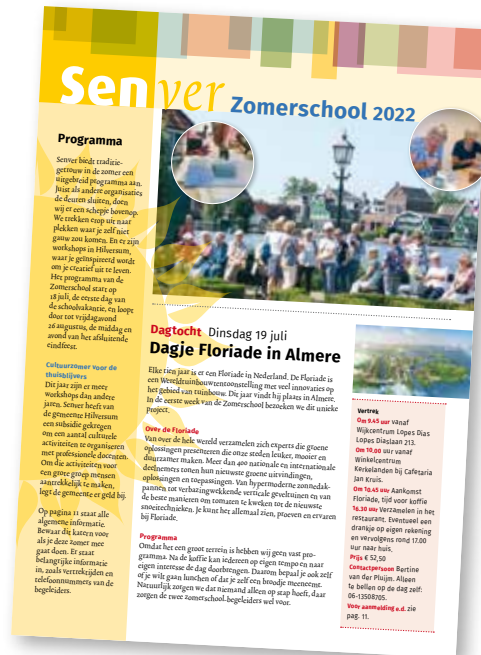 Senver Zomerschool 2022
Programma
Senver biedt traditie-
getrouw in de zomer een
uitgebreid programma aan.
Juist als andere organisaties
de deuren sluiten, doen
wij er een schepje bovenop.
We trekken erop uit naar
plekken waar je zelf niet
gauw zou komen. En er zijn
workshops in Hilversum,
waar je geïnspireerd wordt
om je creatief uit te leven.
Het programma van de
Zomerschool start op
18 juli, de eerste dag van
de schoolvakantie, en loopt
door tot vrijdagavond
26 augustus, de middag en
avond van het afsluitende
eindfeest.
Cultuurzomer voor de
thuisblijvers
Dit jaar zijn er meer
workshops dan andere
jaren. Senver heeft van
de gemeente Hilversum
een subsidie gekregen
om een aantal culturele
activiteiten te organiseren
met professionele docenten.
Om die activiteiten voor
een grote groep mensen
aantrekkelijk te maken,
legt de gemeente er geld bij.
Op pagina 11 staat alle
algemene informatie.
Bewaar dit katern voor
als je deze zomer mee
gaat doen. Er staat
belangrijke informatie
in, zoals vertrektijden en
telefoonnummers van de
begeleiders.
Dagtocht Dinsdag 19 juli
Dagje Floriade in Almere
Elke tien jaar is er een Floriade in Nederland. De Floriade is
een Wereldtuinbouwtentoonstelling met veel innovaties op
het gebied van tuinbouw. Dit jaar vindt hij plaats in Almere.
In de eerste week van de Zomerschool bezoeken we dit unieke
project.
Over de Floriade
Van over de hele wereld verzamelen zich experts die groene
oplossingen presenteren die onze steden leuker, mooier en
duurzamer maken. Meer dan 400 nationale en internationale
deelnemers tonen hun nieuwste groene uitvindingen,
oplossingen en toepassingen. Van hypermoderne zonnedak-
pannen tot verbazingwekkende verticale geveltuinen en van
de beste manieren om tomaten te kweken tot de nieuwste
snoeitechnieken. Je kunt het allemaal zien, proeven en ervaren
bij Floriade.
Programma
Omdat het een groot terrein is hebben wij geen vast pro-
gramma. Na de koffie kan iedereen op eigen tempo en naar
eigen interesse de dag doorbrengen. Daarom bepaal je ook zelf
of je wilt gaan lunchen of dat je zelf een broodje meeneemt.
Natuurlijk zorgen we dat niemand alleen op stap hoeft, daar
zorgen de twee zomerschool-begeleiders wel voor.
Vertrek
Om 9.45 uur vanaf
Wijkcentrum Lopes Dias
Lopes Diaslaan 213.
Om 10.00 uur vanaf
Winkelcentrum
Kerkelanden bij Cafetaria
Jan Kruis.
Om 10.45 uur Aankomst
Floriade, tijd voor koffie
16.30 uur Verzamelen in het
restaurant. Eventueel een
drankje op eigen rekening
en vervolgens rond 17.00
uur naar huis.
Prijs € 52,50
Contactpersoon Bertine
van der Pluijm. Alleen
te bellen op de dag zelf:
06-13508705.
Voor aanmelding e.d. zie
pag. 11.